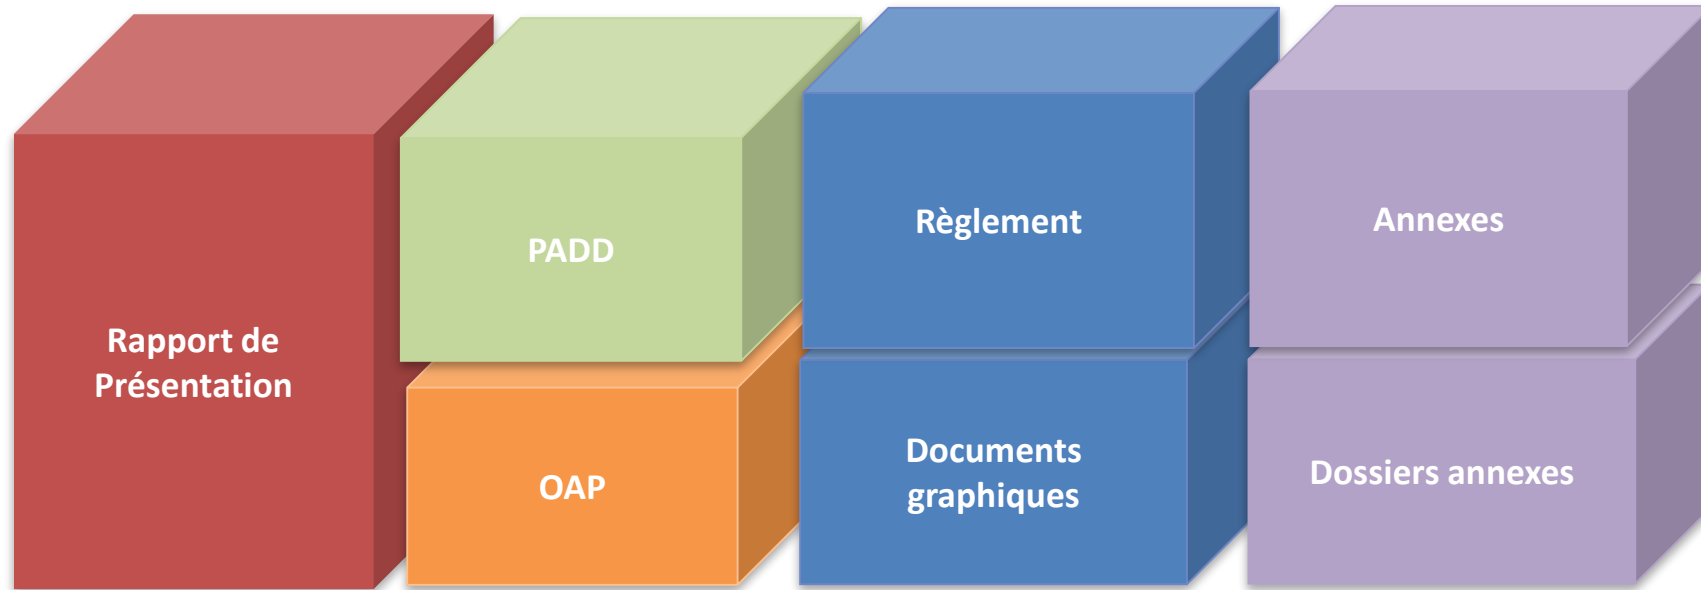 Rapport de
Présentation
PADD
OAP
Règlement
Documents
graphiques
Annexes
Dossiers annexes